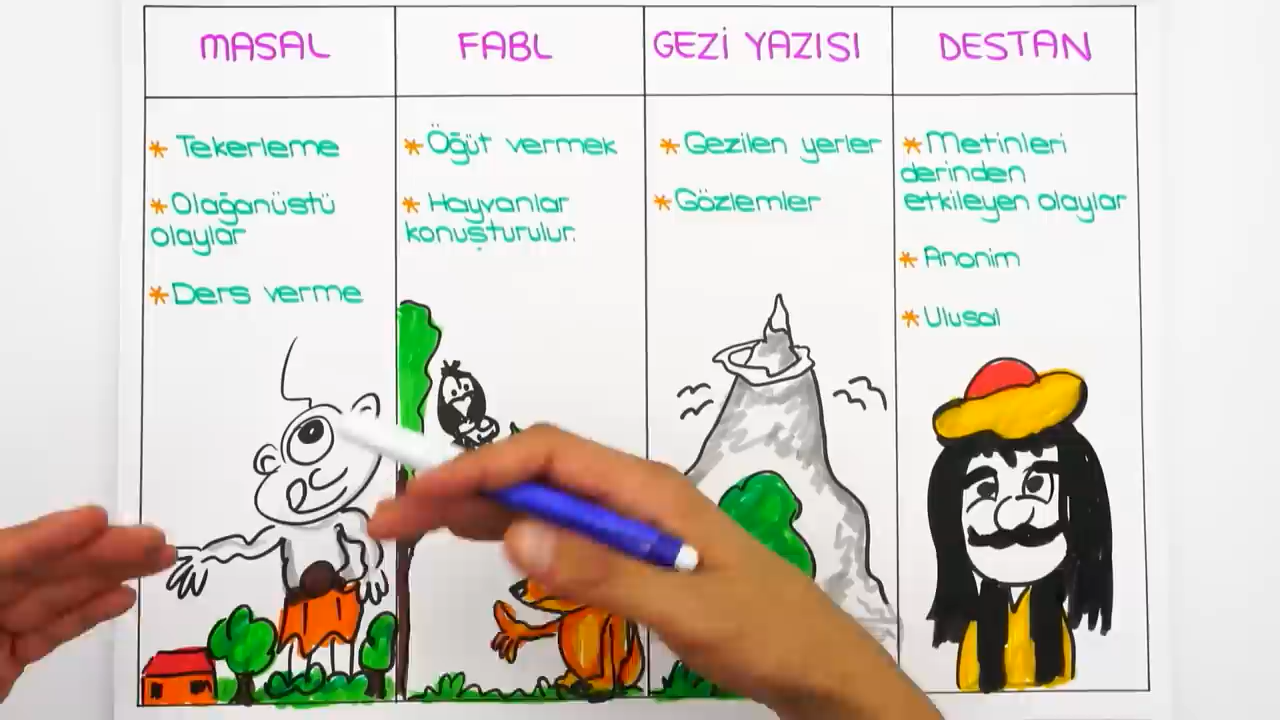 MASAL
FABL
GEZİ YAZISI
DESTAN
* Tekerleme
* Olağanüstü
olaylar
* Ders verme
* Öğüt vermek
* Hayvanlar
konuşturulur.
* Gezilen yerler
* Gözlemler
* Metinleri
derinden
etkileyen olaylar
* Anonim
* Ulusal